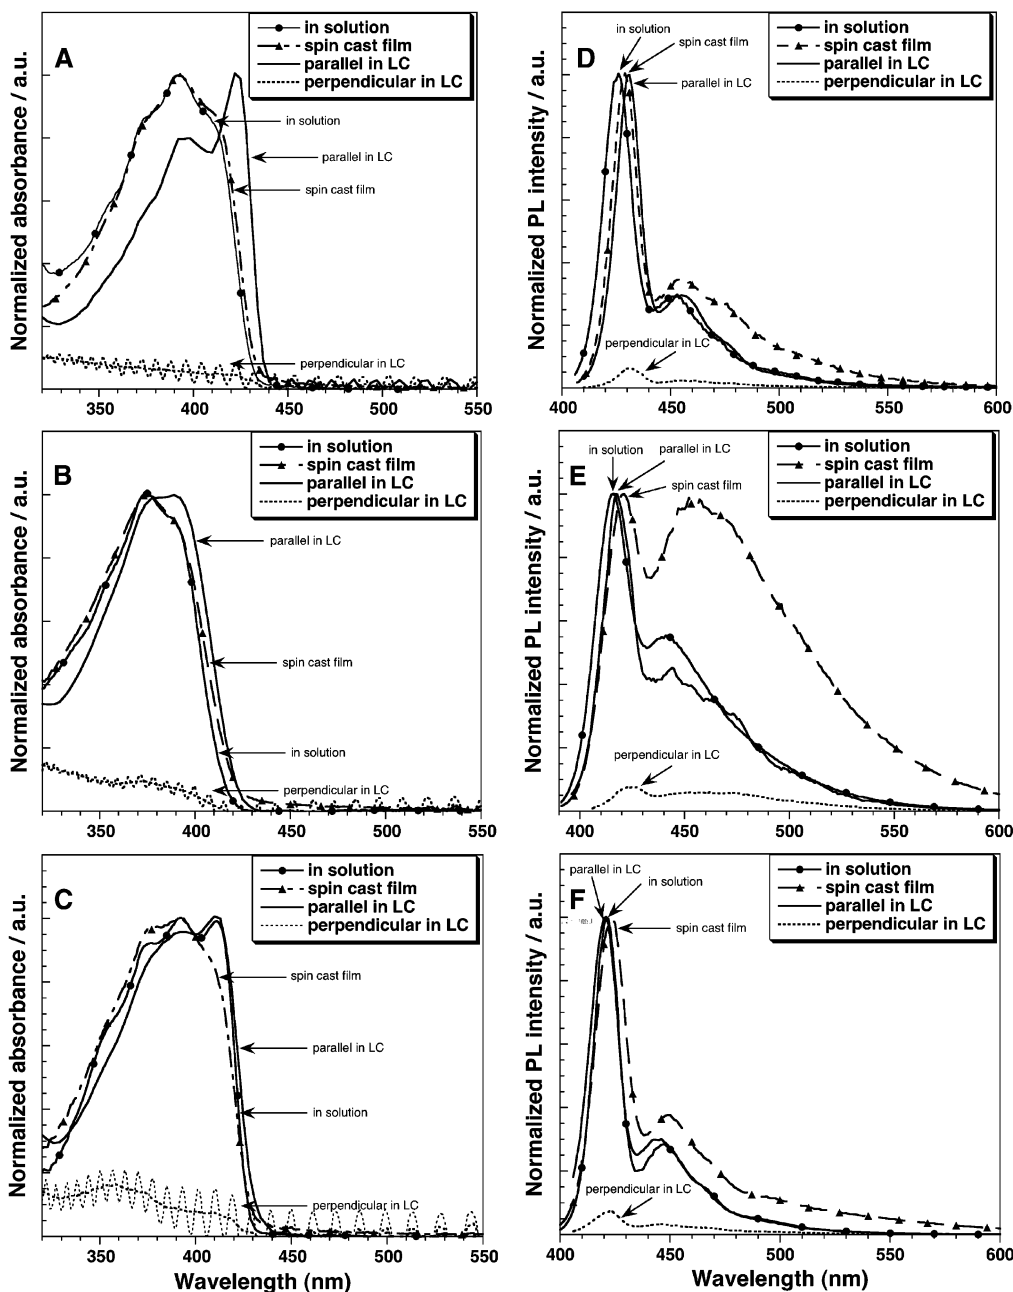 A
in solution
spin cast film
parallel in LC
perpendicular in LC
in solution
parallel in LC
spin cast film
perpendicular in LC
Normalized absorbance / a.u.
350 400 450 500 550
D
in solution
spin cast film
parallel in LC
in solution
spin cast film
parallel in LC
perpendicular in LC
perpendicular in LC
Normalized PL intensity / a.u.
400 450 500 550 600
B
in solution
spin cast film
parallel in LC
perpendicular in LC
parallel in LC
spin cast film
in solution
perpendicular in LC
Normalized absorbance / a.u.
350 400 450 500 550
E
in solution
parallel in LC
spin cast film
in solution
spin cast film
parallel in LC
perpendicular in LC
perpendicular in LC
Normalized PL intensity / a.u.
400 450 500 550 600
C
in solution
spin cast film
parallel in LC
perpendicular in LC
spin cast film
parallel in LC
in solution
perpendicular in LC
Normalized absorbance / a.u.
350 400 450 500 550
Wavelength (nm)
F
parallel in LC
in solution
spin cast film
in solution
spin cast film
parallel in LC
perpendicular in LC
perpendicular in LC
Normalized PL intensity / a.u.
400 450 500 550 600
Wavelength (nm)